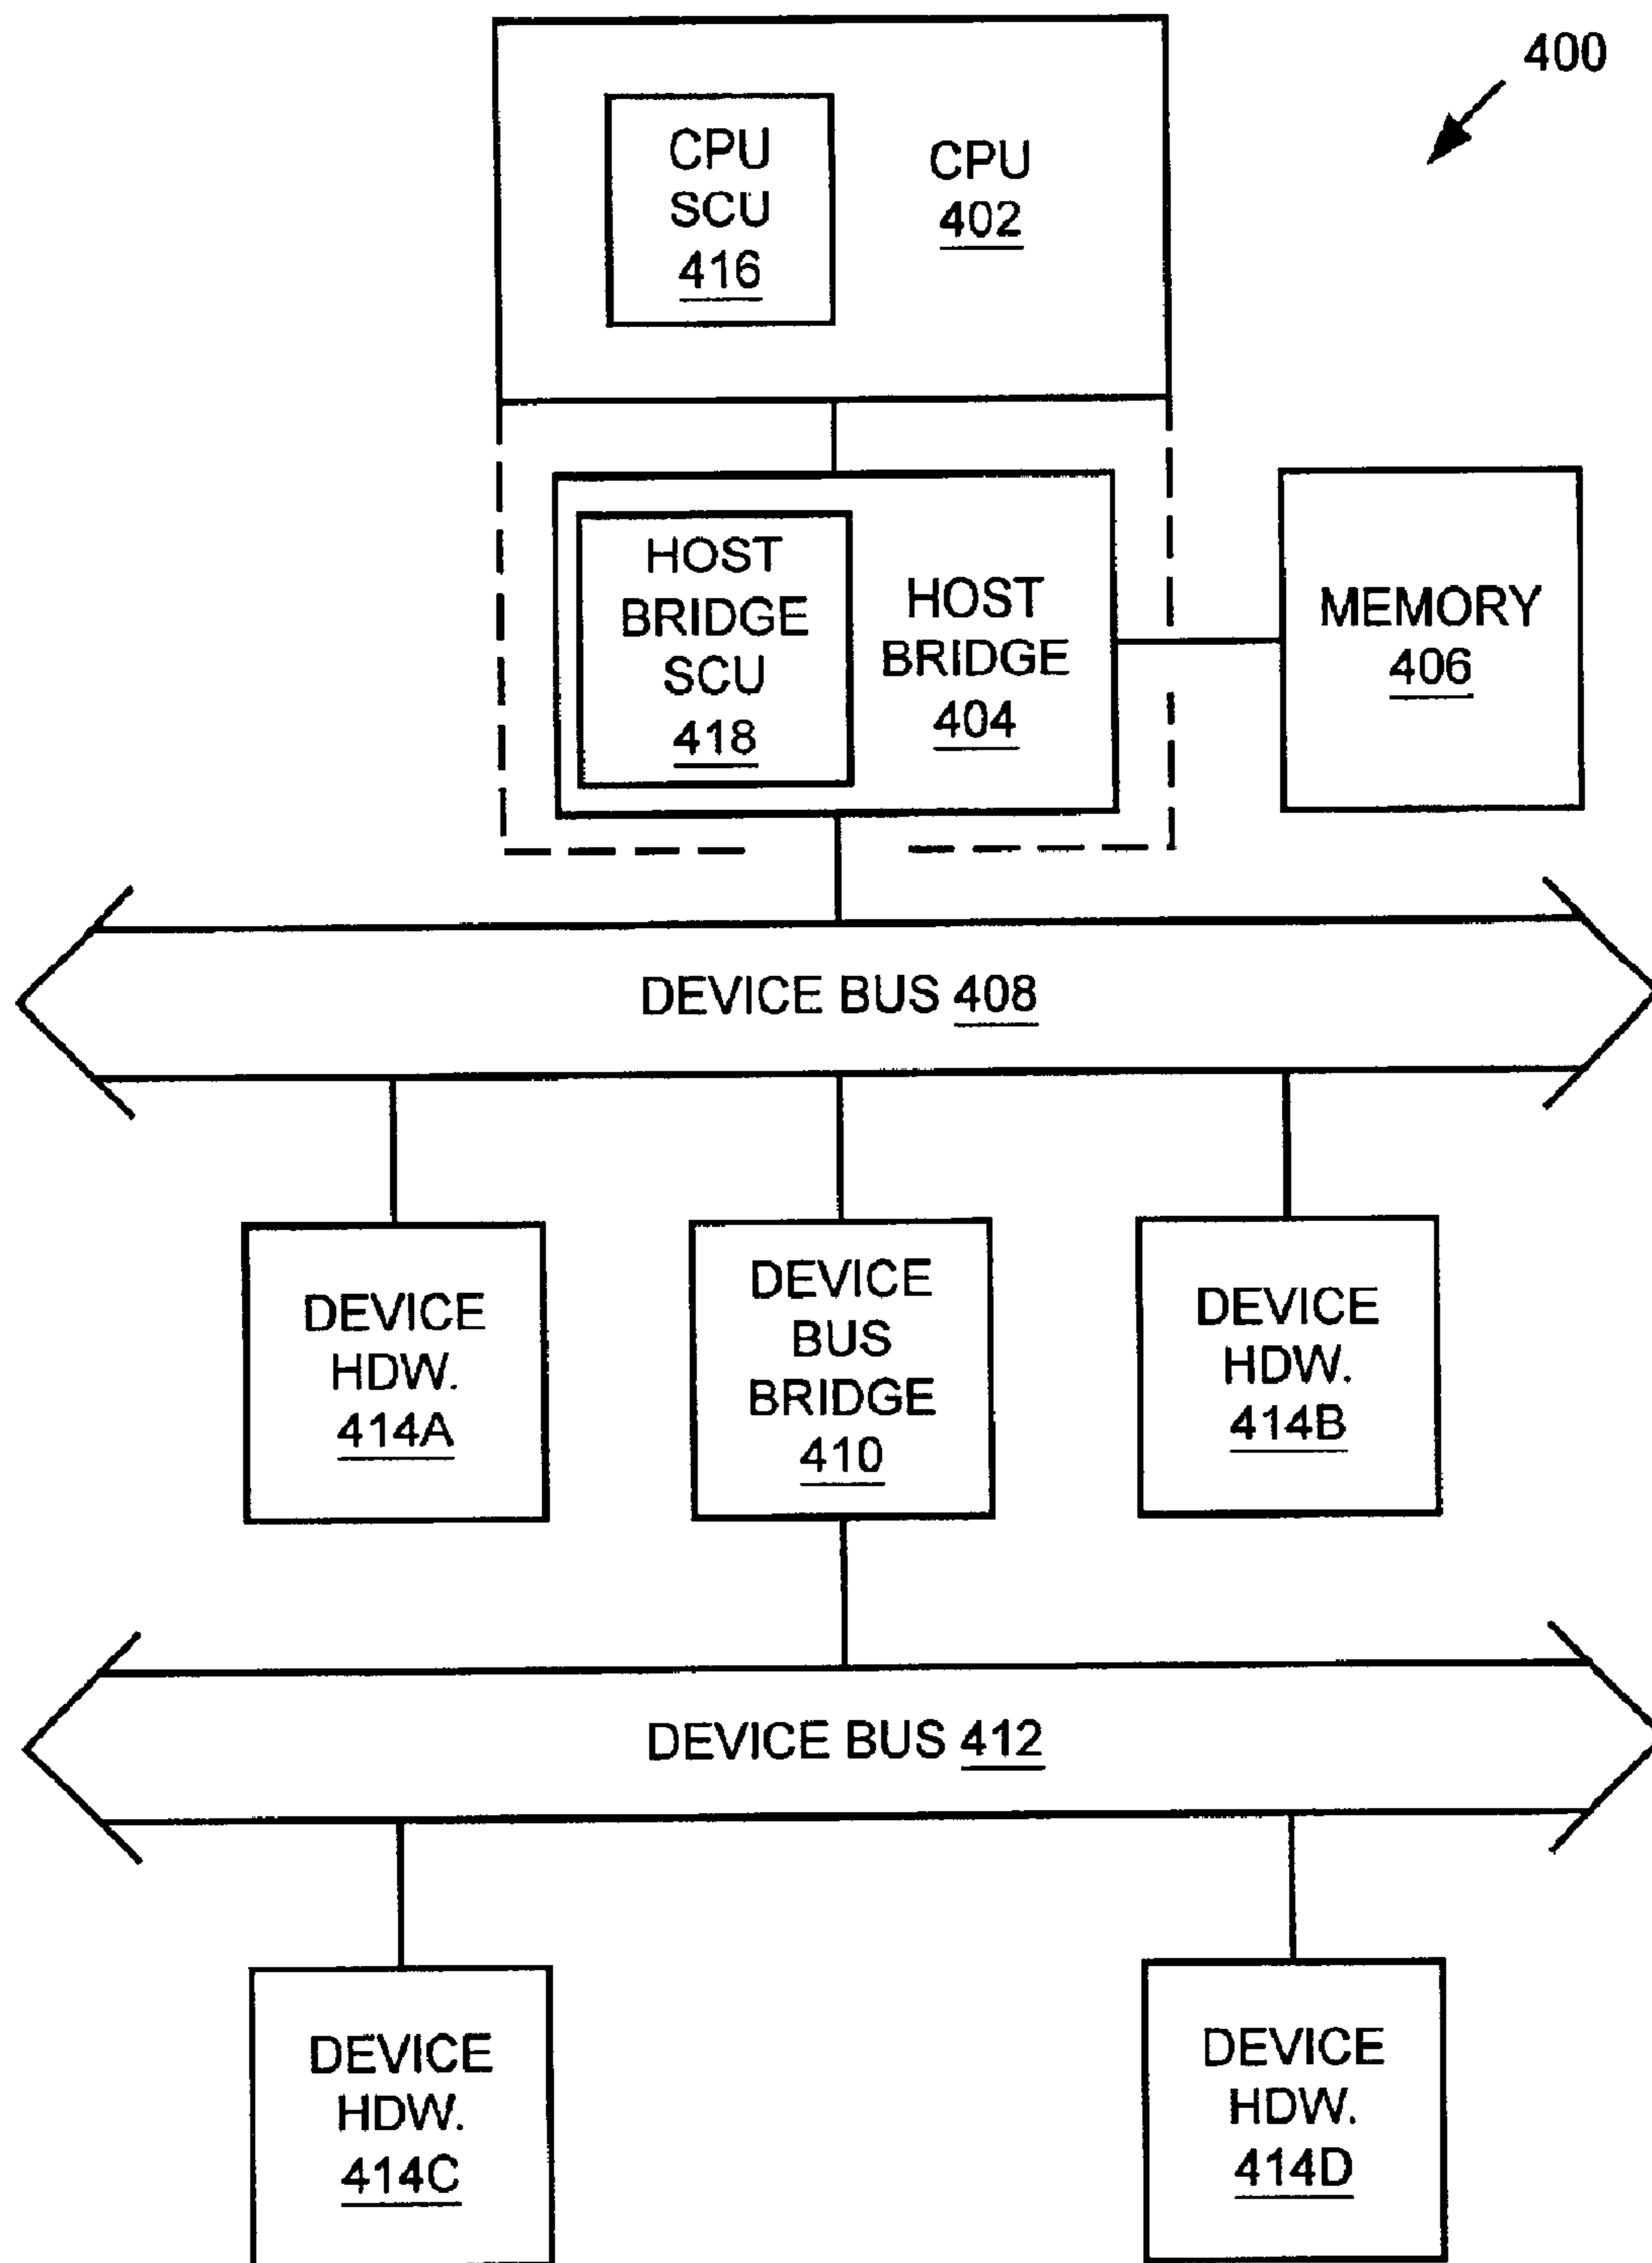 400
CPU
SCU
416
CPU
402
HOST
BRIDGE
SCU
418
HOST
BRIDGE
404
MEMORY
406
DEVICE BUS 408
DEVICE
HDW.
414A
DEVICE
BUS
BRIDGE
410
DEVICE
HDW.
414B
DEVICE BUS 412
DEVICE
HDW.
414C
DEVICE
HDW.
414D